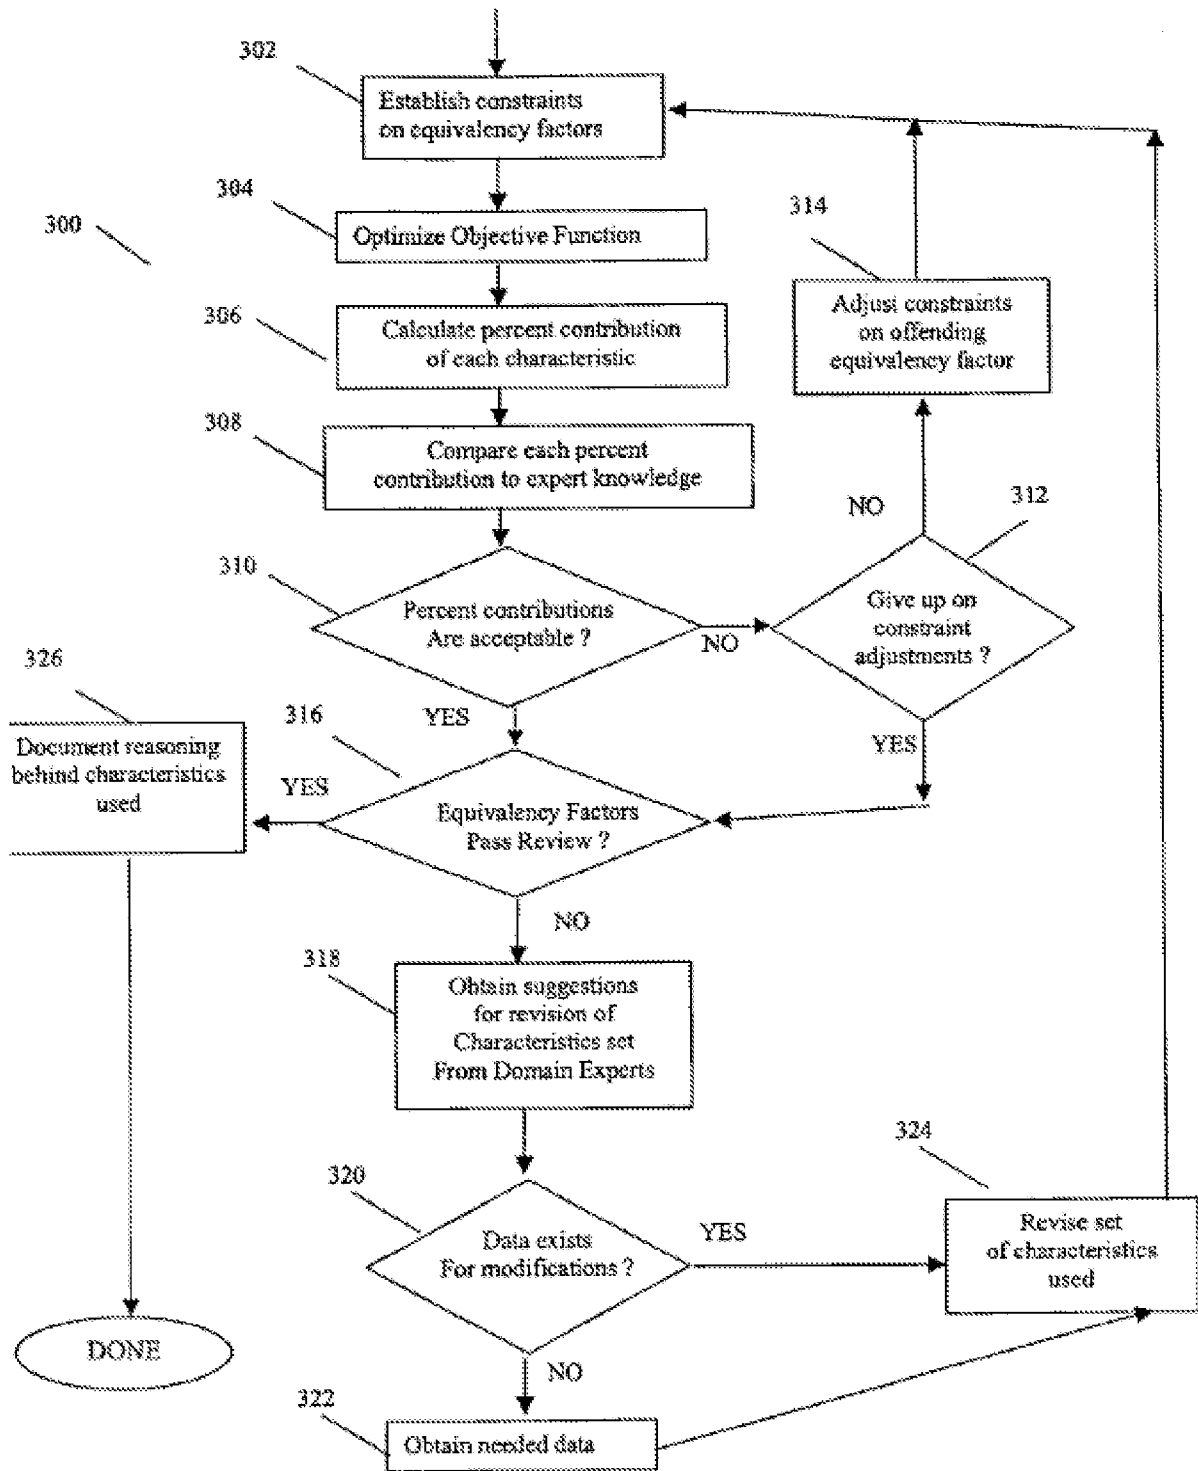 302
Establish constraints
on equivalency factors
304
Optimize Objective Function
300
314
306
Calculate percent contribution
of each characteristic
Adjust constraints
on offending
equivalency factor
308
Compare each percent
contribution to expert knowledge
NO
312
310
Percent contributions
Are acceptable ?
NO
Give up on
constraint
adjustments ?
326
YES
316
YES
Document reasoning
behind characteristics
used
YES
Equivalency Factors
Pass Review ?
NO
318
Obtain suggestions
for revision of
Characteristics set
From Domain Experts
324
320
Data exists
For modifications ?
YES
Revise set
of characteristics
used
DONE
NO
322
Obtain needed data